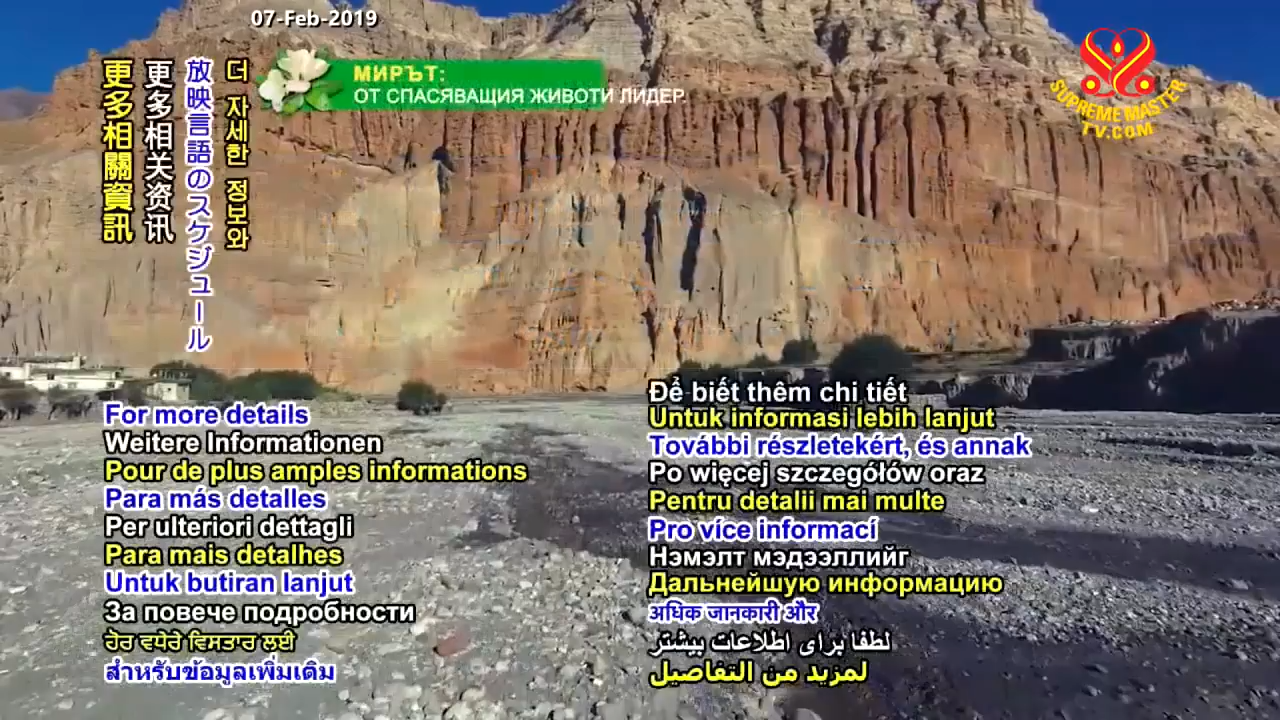 07-Feb-2019
МИРЪТ:
ОТ СПАСЯВАЩИЯ ЖИВОТИ ЛИДЕР.
SUPREME MASTER
TV.COM
더 자세한 정보와
放映言語のスケジュール
更多相关资讯
更多相關資訊
For more details
Weitere Informationen
Pour de plus amples informations
Para más detalles
Per ulteriori dettagli
Para mais detalhes
Untuk butiran lanjut
За повече подробности
ਹੋਰ ਵਧੇਰੇ ਵਿਸਤਾਰ ਲਈ
สำหรับข้อมูลเพิ่มเติม
Để biết thêm chi tiết
Untuk informasi lebih lanjut
További részletekért, és annak
Po więcej szczegółów oraz
Pentru detalii mai multe
Pro více informací
Нэмэлт мэдээллийг
Дальнейшую информацию
अधिक जानकारी और
لطفا برای اطلاعات بیشتر
لمزيد من التفاصيل